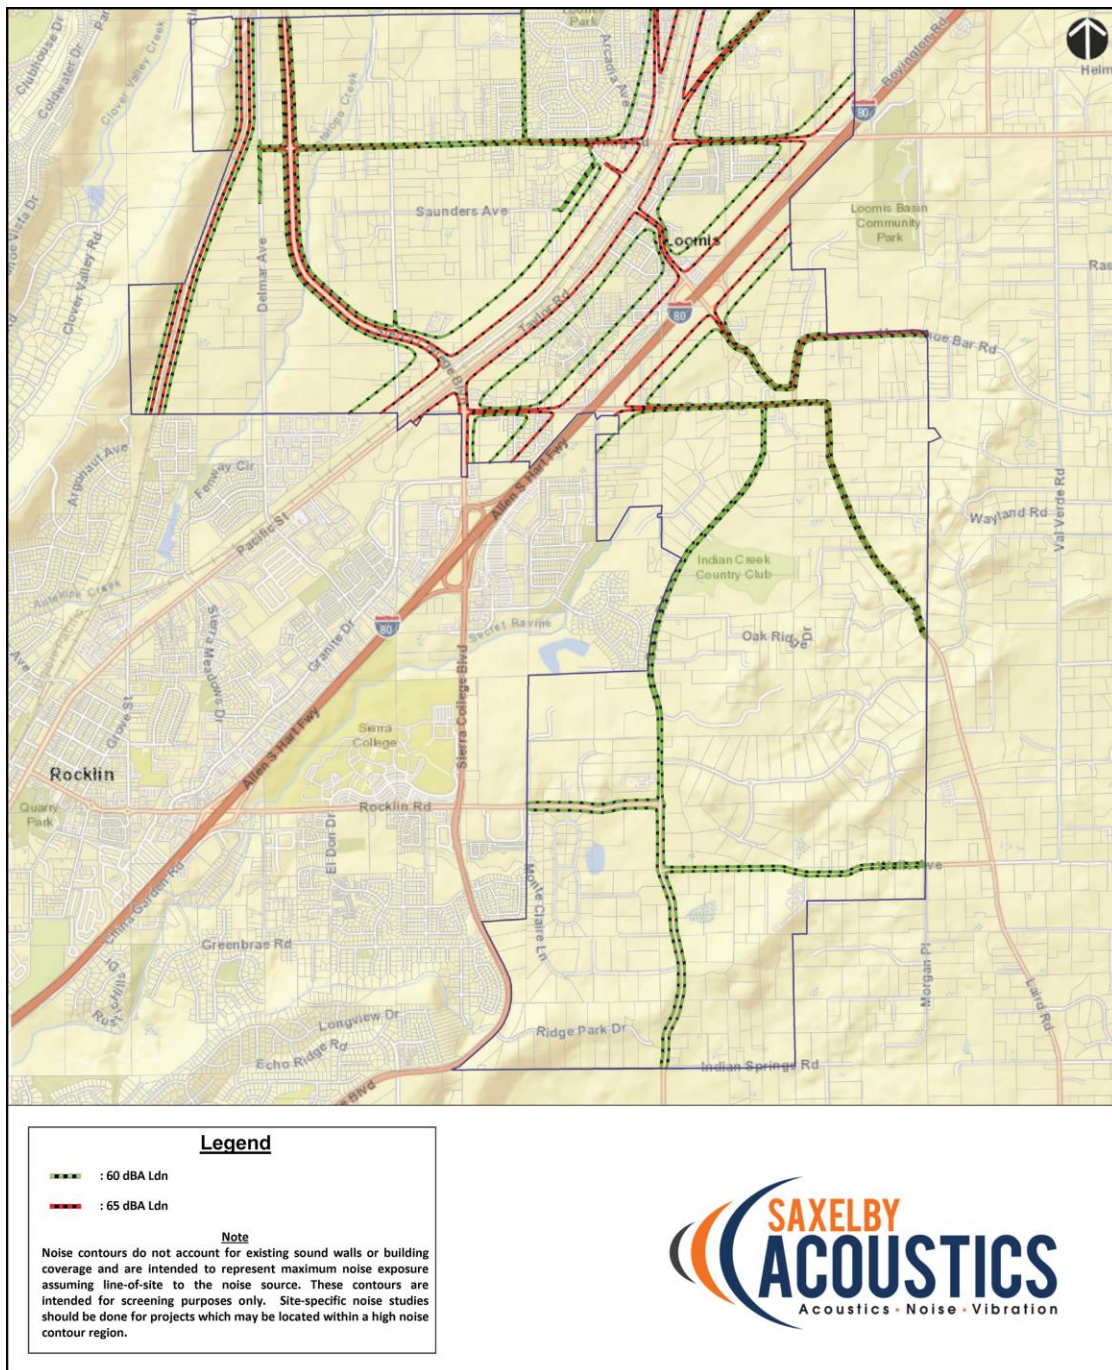 Clubhouse Dr
Coldwater Dr
Clover Valley Creek
Park
Arcadia Ave
Boyington Rd
80
Saunders Ave
Loomis Basin
Community
Park
Loomis
Clover Valley Rd
Delmar Ave
Taylor Rd
80
Bar Rd
Argonaut Ave
Fenway Cir
Pacific St
Allen S Hart Fwy
Wayland Rd
Val Verde Rd
Antelope Creek
Indian Creek
Country Club
Sierra Meadows Dr
Granite Dr
80
Secret Ravine
Oak Ridge Dr
Ave
Grove St
Allen S Hart Fwy
Sierra
College
Sierra College Blvd
Rocklin
Quarry
Park
Rocklin Rd
El Don Dr
China Garden Rd
Monte Claire Ln
Greenbrae Rd
Morgan Pl
Laird Rd
Longview Dr
Ridge Park Dr
Echo Ridge Rd
Indian Springs Rd
Blvd
Legend
: 60 dBA Ldn
: 65 dBA Ldn
Note
Noise contours do not account for existing sound walls or building
coverage and are intended to represent maximum noise exposure
assuming line-of-site to the noise source. These contours are
intended for screening purposes only. Site-specific noise studies
should be done for projects which may be located within a high noise
contour region.
SAXELBY
ACOUSTICS
Acoustics • Noise • Vibration